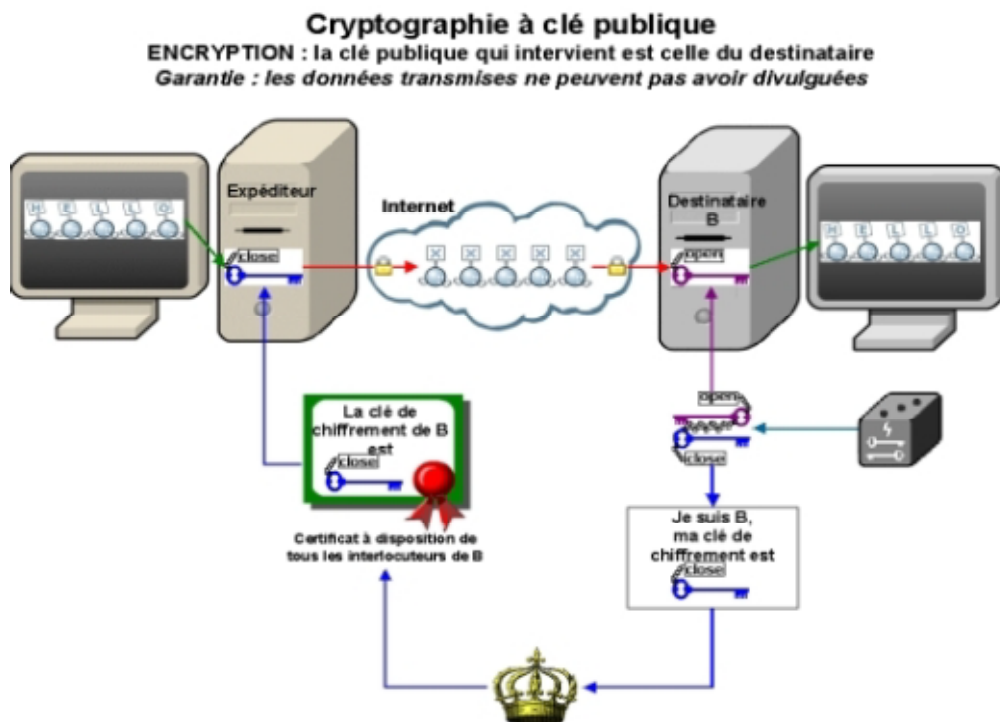 Cryptographie à clé publique
ENCRYPTION : la clé publique qui intervient est celle du destinataire
Garantie : les données transmises ne peuvent pas avoir divulguées
H E L L O
Expéditeur
close
Internet
X X X X X
Destinataire
B
open
H E L L O
La clé de
chiffrement de B
est
close
Certificat à disposition de
tous les interlocuteurs de B
open
close
Je suis B,
ma clé de
chiffrement est
close